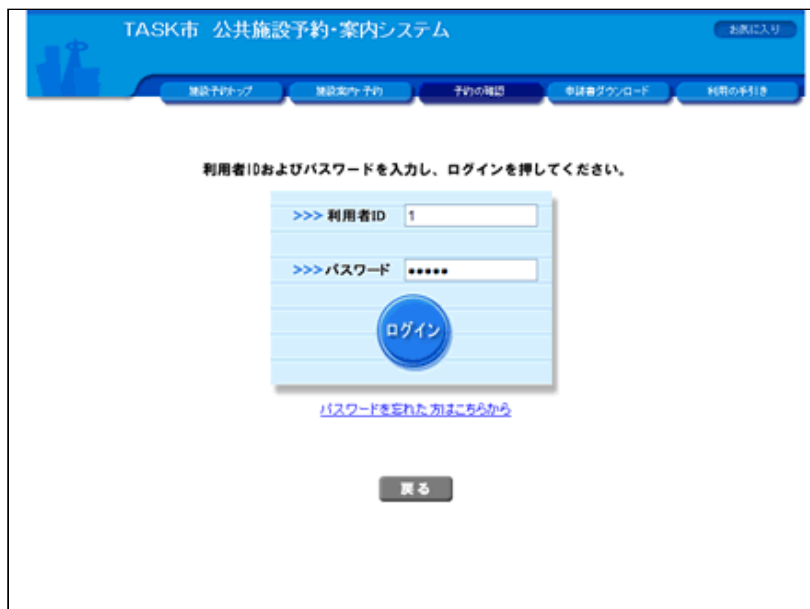 TASK市 公共施設予約・案内システム
お気に入り
施設予約トップ 施設案内・予約 予約の確認 申請書ダウンロード 利用の手引き
利用者IDおよびパスワードを入力し、ログインを押してください。
>>> 利用者ID 1
>>> パスワード •••••
ログイン
パスワードを忘れた方はこちらから
戻る